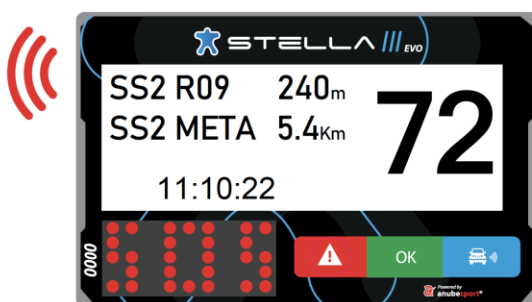 STELLA III EVO
SS2 R09 240m
SS2 META 5.4Km
72
11:10:22
0000
OK
Powered by
anubesport®